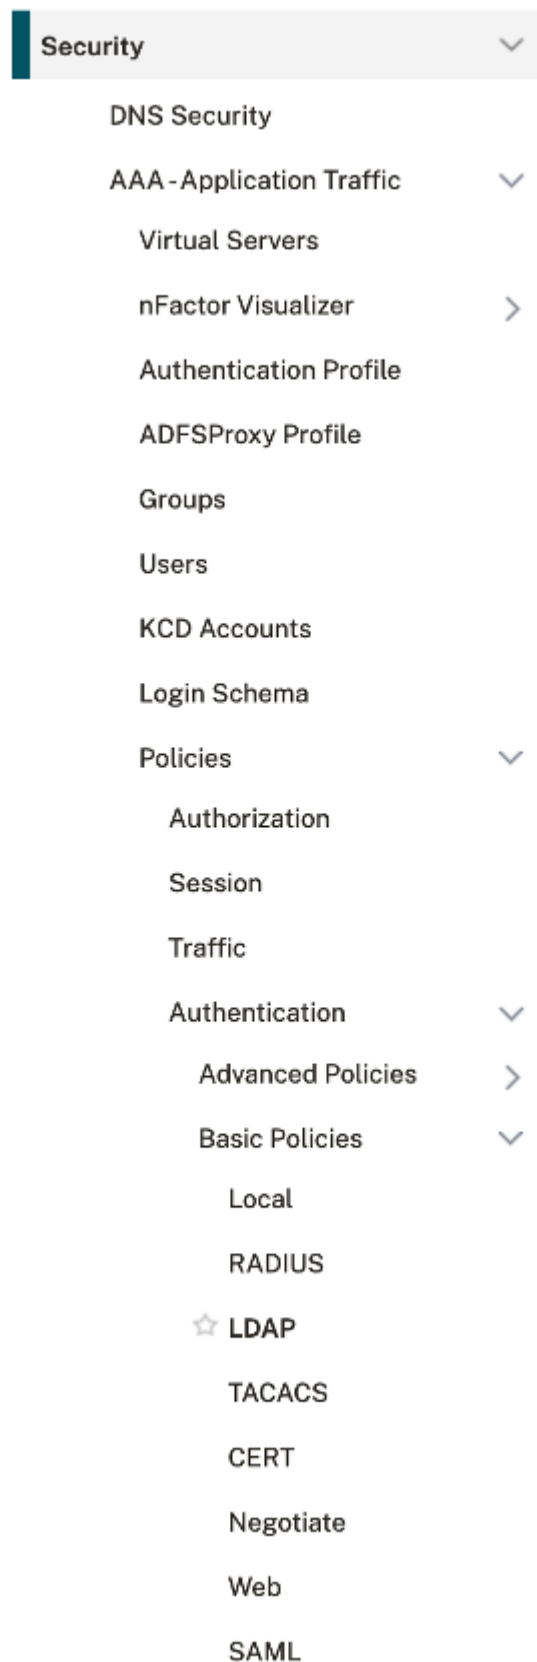 Security
DNS Security
AAA - Application Traffic
Virtual Servers
nFactor Visualizer
Authentication Profile
ADFSProxy Profile
Groups
Users
KCD Accounts
Login Schema
Policies
Authorization
Session
Traffic
Authentication
Advanced Policies
Basic Policies
Local
RADIUS
LDAP
TACACS
CERT
Negotiate
Web
SAML